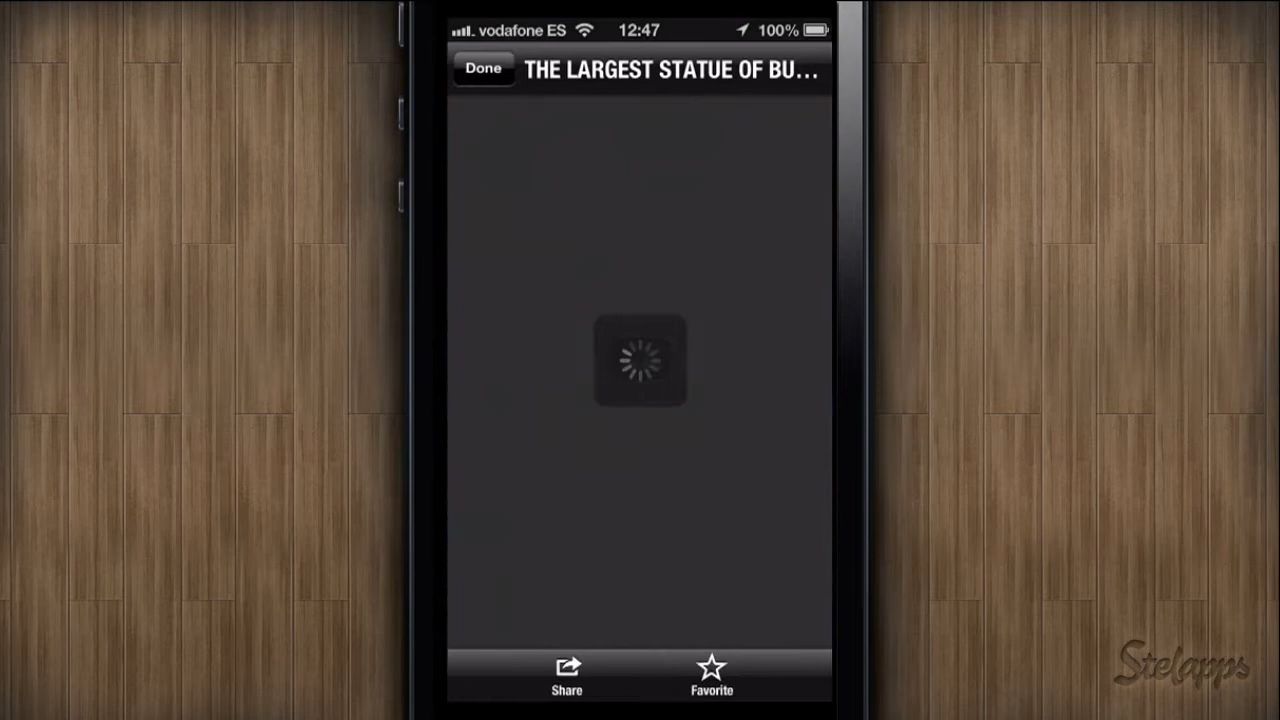 vodafone ES 12:47 100%
Done THE LARGEST STATUE OF BU...
Share Favorite
Stelapps